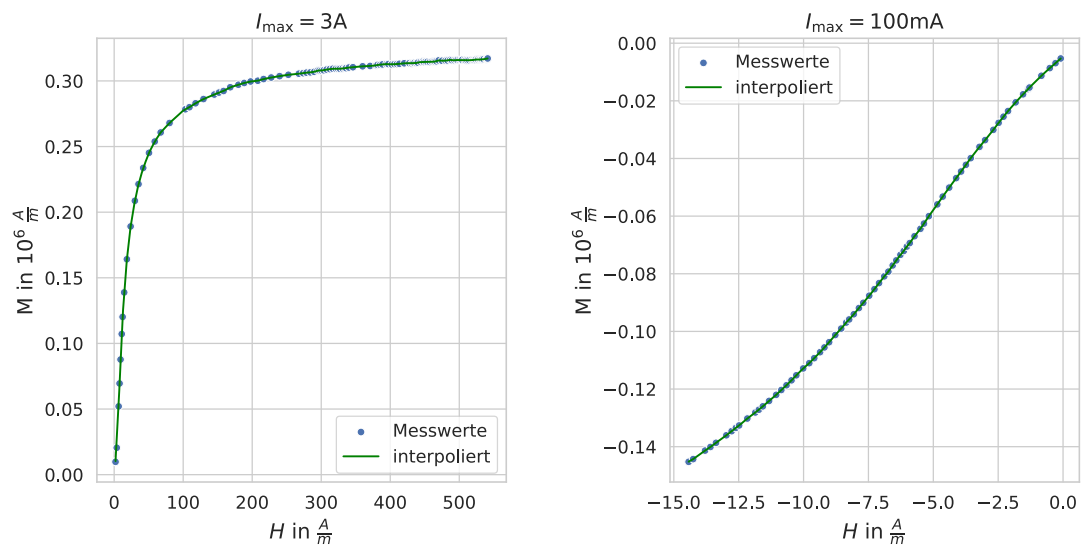 I_max = 3A
M in 10^6 A/m
0.30
0.25
0.20
0.15
0.10
0.05
0.00
0 100 200 300 400 500
H in A/m
Messwerte
interpoliert
I_max = 100mA
M in 10^6 A/m
0.00
−0.02
−0.04
−0.06
−0.08
−0.10
−0.12
−0.14
−15.0 −12.5 −10.0 −7.5 −5.0 −2.5 0.0
H in A/m
Messwerte
interpoliert